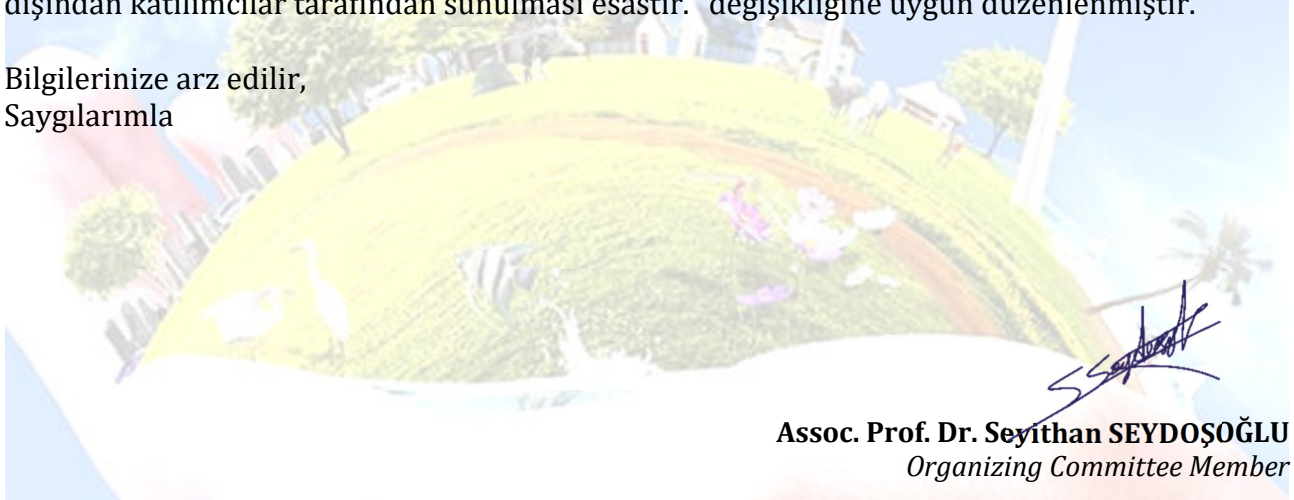 dışından katılımcılar tarafından sunulması esastır.” değişikliğine uygun düzenlenmiştir.
Bilgilerinize arz edilir,
Saygılarımla
Assoc. Prof. Dr. Seyithan SEYDOŞOĞLU
Organizing Committee Member